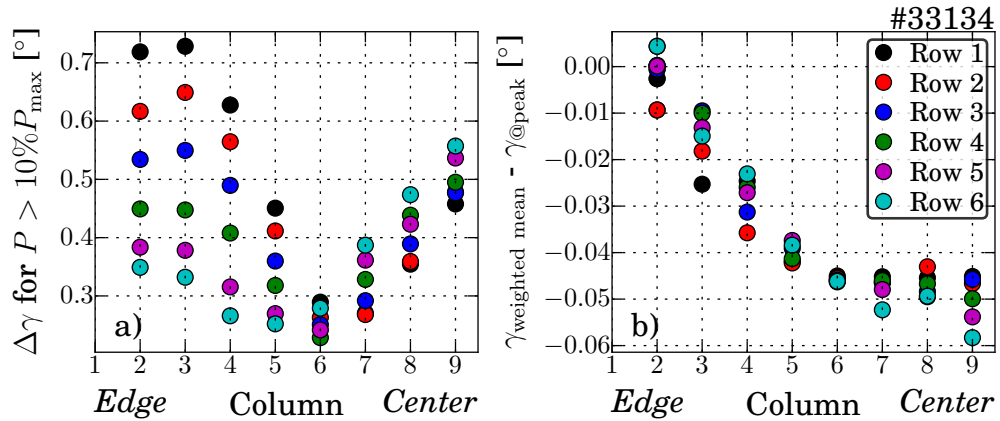 #33134
Δγ for P > 10%P_max [°]
0.7
0.6
0.5
0.4
0.3
a)
1 2 3 4 5 6 7 8 9
Edge Column Center
γ_weighted mean - γ_@peak [°]
0.00
−0.01
−0.02
−0.03
−0.04
−0.05
−0.06
b)
Row 1
Row 2
Row 3
Row 4
Row 5
Row 6
1 2 3 4 5 6 7 8 9
Edge Column Center